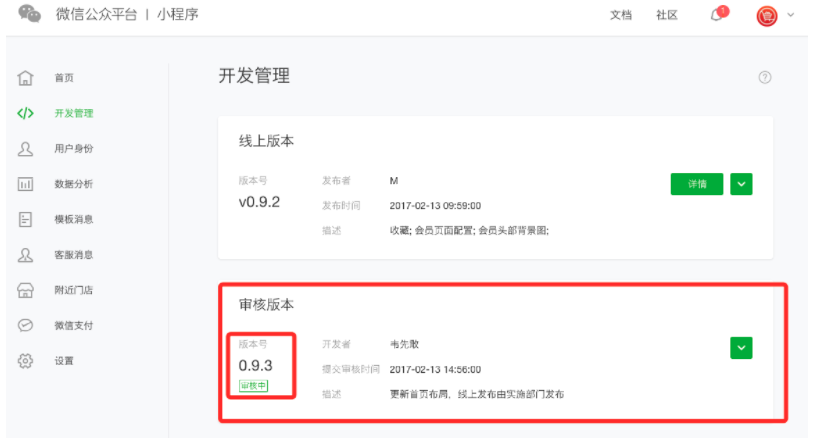 微信公众平台 | 小程序
文档 社区 1
首页
开发管理
用户身份
数据分析
模板消息
客服消息
附近门店
微信支付
设置
开发管理
线上版本
版本号 发布者 M 详情
v0.9.2 发布时间 2017-02-13 09:59:00
描述 收藏; 会员页面配置; 会员头部背景图;
审核版本
版本号 开发者 韦先敢
0.9.3 提交审核时间 2017-02-13 14:56:00
审核中
描述 更新首页布局，线上发布由实施部门发布